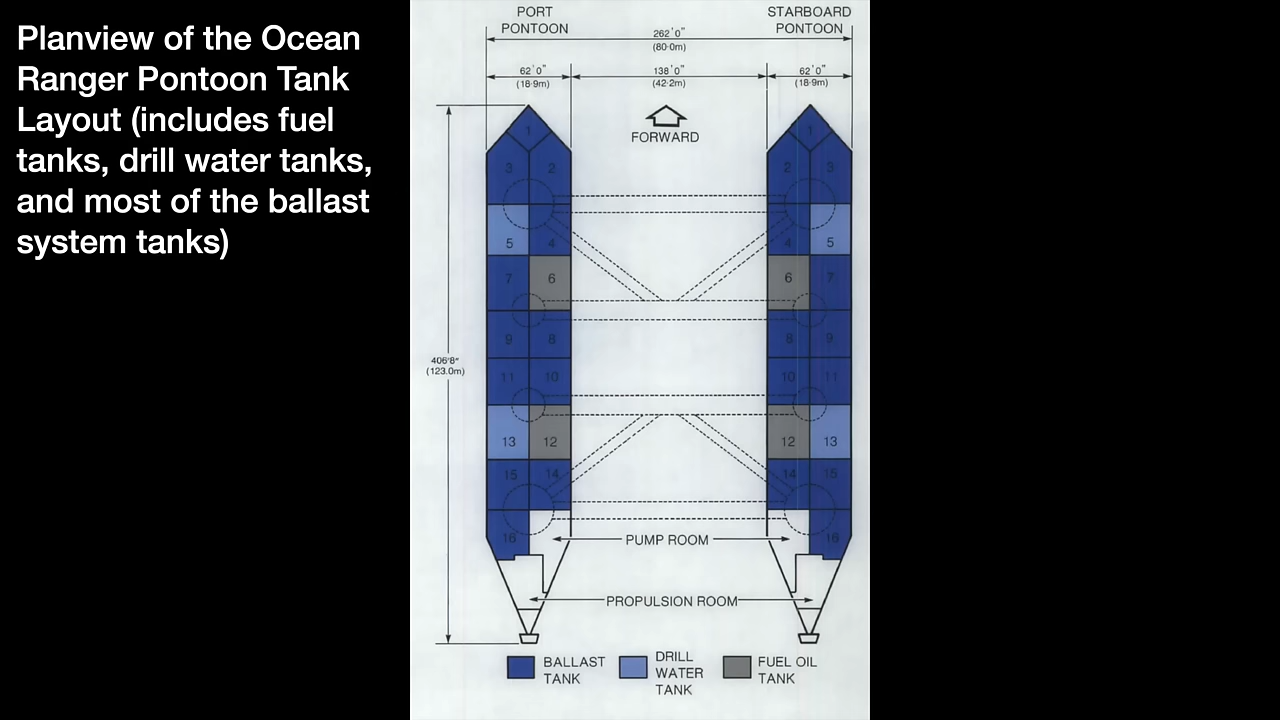 Planview of the Ocean
Ranger Pontoon Tank
Layout (includes fuel
tanks, drill water tanks,
and most of the ballast
system tanks)
PORT
PONTOON
STARBOARD
PONTOON
262'0"
(80·0m)
62'0"
(18·9m)
138'0"
(42·2m)
62'0"
(18·9m)
FORWARD
1
1
3 2
2 3
5 4
4 5
7 6
6 7
9 8
8 9
406'8"
(123.0m)
11 10
10 11
13 12
12 13
15 14
14 15
16
PUMP ROOM
16
PROPULSION ROOM
BALLAST
TANK
DRILL
WATER
TANK
FUEL OIL
TANK